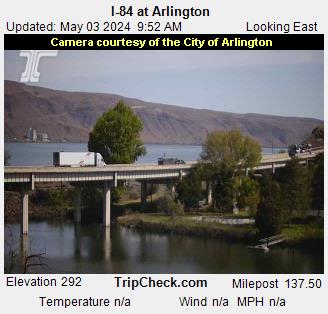 I-84 at Arlington
Updated: May 03 2024 9:52 AM Looking East
Camera courtesy of the City of Arlington
Elevation 292 TripCheck.com Milepost 137.50
Temperature n/a Wind n/a MPH n/a